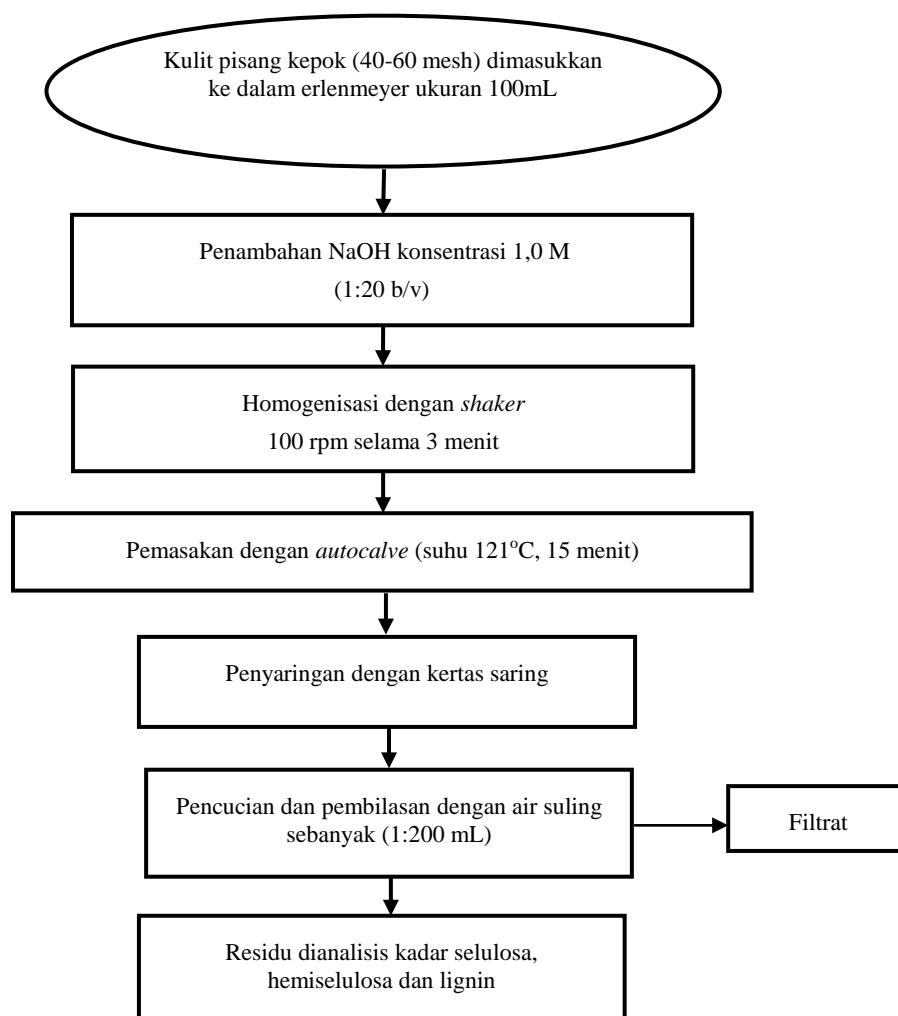 Kulit pisang kepok (40-60 mesh) dimasukkan
ke dalam erlenmeyer ukuran 100mL
Penambahan NaOH konsentrasi 1,0 M
(1:20 b/v)
Homogenisasi dengan shaker
100 rpm selama 3 menit
Pemasakan dengan autocalve (suhu 121°C, 15 menit)
Penyaringan dengan kertas saring
Pencucian dan pembilasan dengan air suling
sebanyak (1:200 mL)
Filtrat
Residu dianalisis kadar selulosa,
hemiselulosa dan lignin